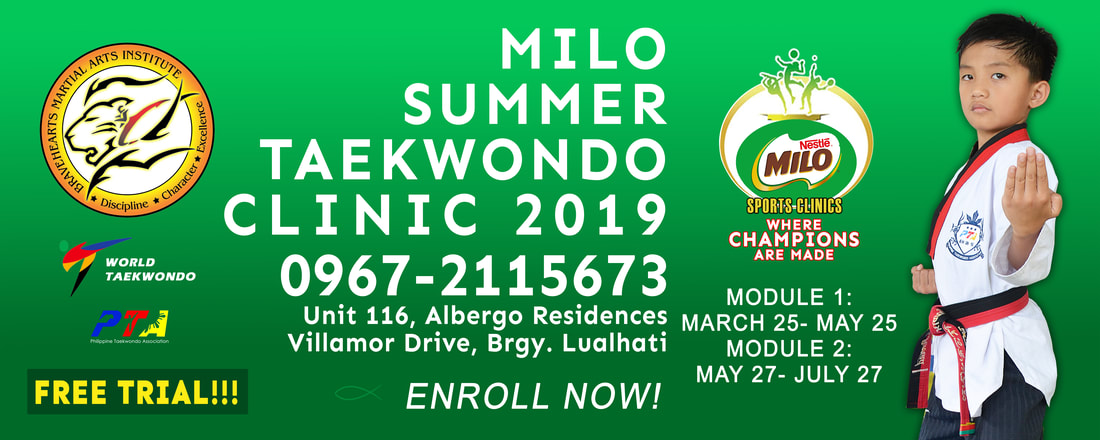 BRAVEHEARTS MARTIAL ARTS INSTITUTE
Discipline ★ Character ★ Excellence
WORLD
TAEKWONDO
PTA
Philippine Taekwondo Association
FREE TRIAL!!!
MILO
SUMMER
TAEKWONDO
CLINIC 2019
0967-2115673
Unit 116, Albergo Residences
Villamor Drive, Brgy. Lualhati
ENROLL NOW!
Nestlé
MILO
SPORTS-CLINICS
WHERE
CHAMPIONS
ARE MADE
MODULE 1:
MARCH 25- MAY 25
MODULE 2:
MAY 27- JULY 27
PTA